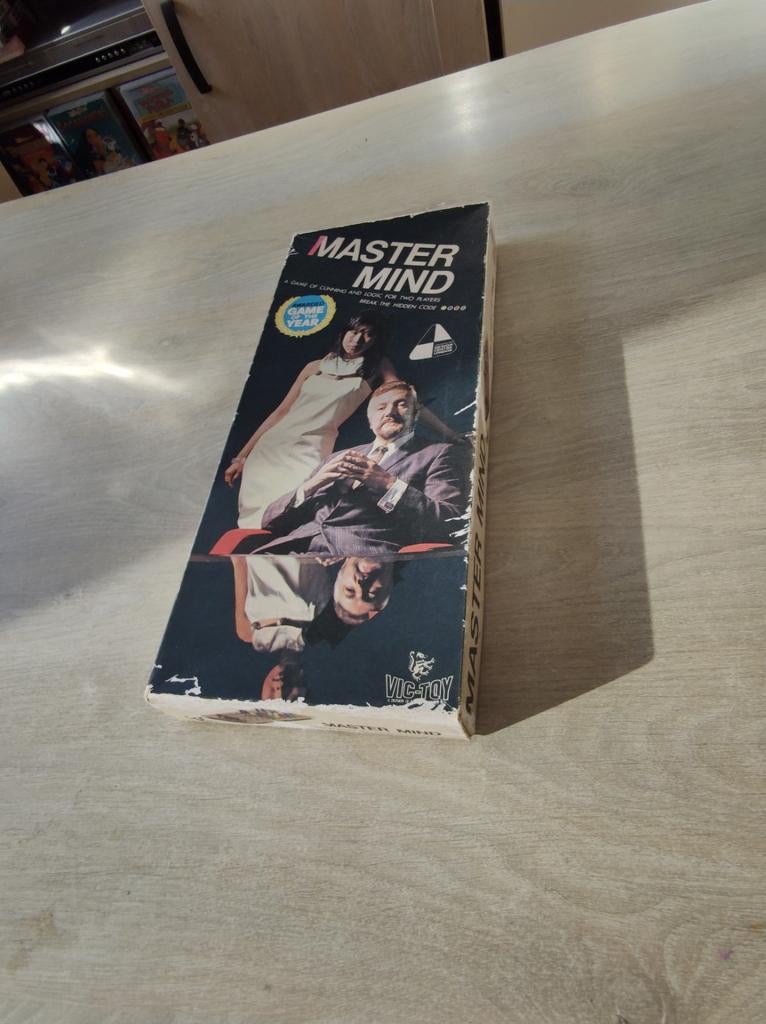 MASTER
MIND
A GAME OF CUNNING AND LOGIC FOR TWO PLAYERS
BREAK THE HIDDEN CODE
AWARDED
GAME
OF THE
YEAR
VIC-TOY
MASTER MIND
MASTER MIND